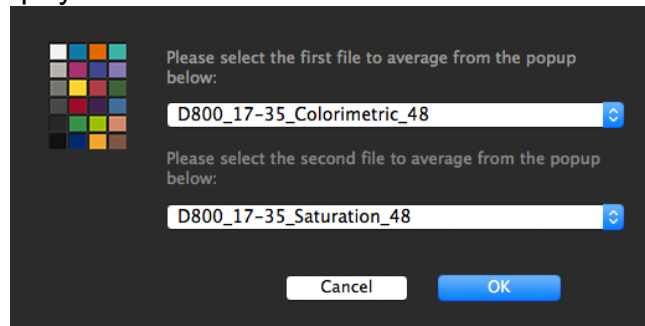 Please select the first file to average from the popup
below:
D800_17-35_Colorimetric_48
Please select the second file to average from the popup
below:
D800_17-35_Saturation_48
Cancel OK